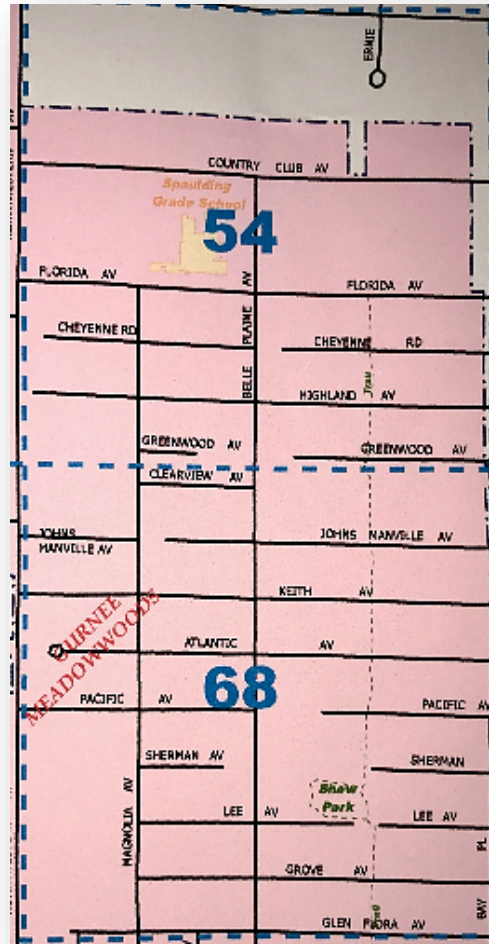 ERNIE
COUNTRY CLUB AV
Spaulding
Grade School
54
FLORIDA AV
FLORIDA AV
CHEYENNE RD
BELLE PLAINE AV
CHEYENNE RD
Trail
HIGHLAND AV
GREENWOOD AV
GREENWOOD AV
CLEARVIEW AV
JOHNS
MANVILLE AV
JOHNS MANVILLE AV
KEITH AV
GURNEE
MEADOWWOODS
ATLANTIC AV
68
PACIFIC AV
PACIFIC AV
SHERMAN AV
SHERMAN
MAGNOLIA AV
Shaw
Park
LEE AV
LEE AV
GROVE AV
BAY PL
Trail
GLEN FLORA AV